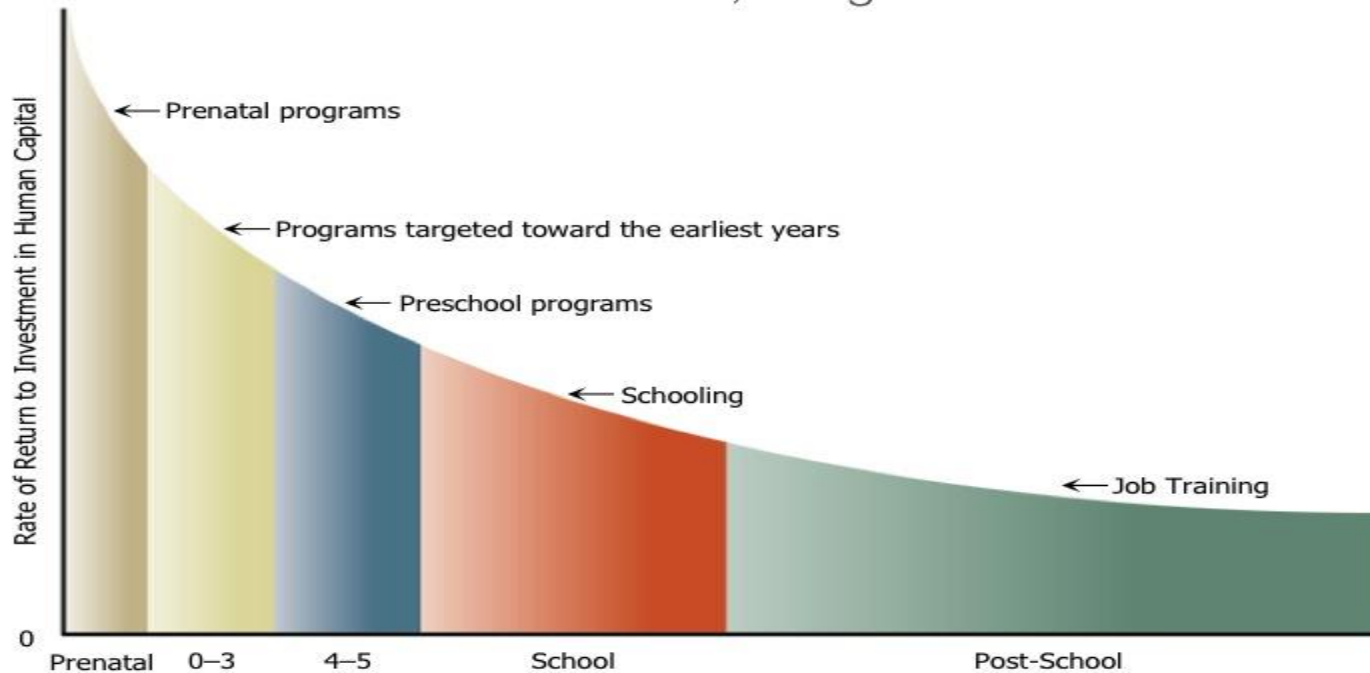 Prenatal programs
Programs targeted toward the earliest years
Preschool programs
Schooling
Job Training
Rate of Return to Investment in Human Capital
0
Prenatal 0–3 4–5 School Post-School